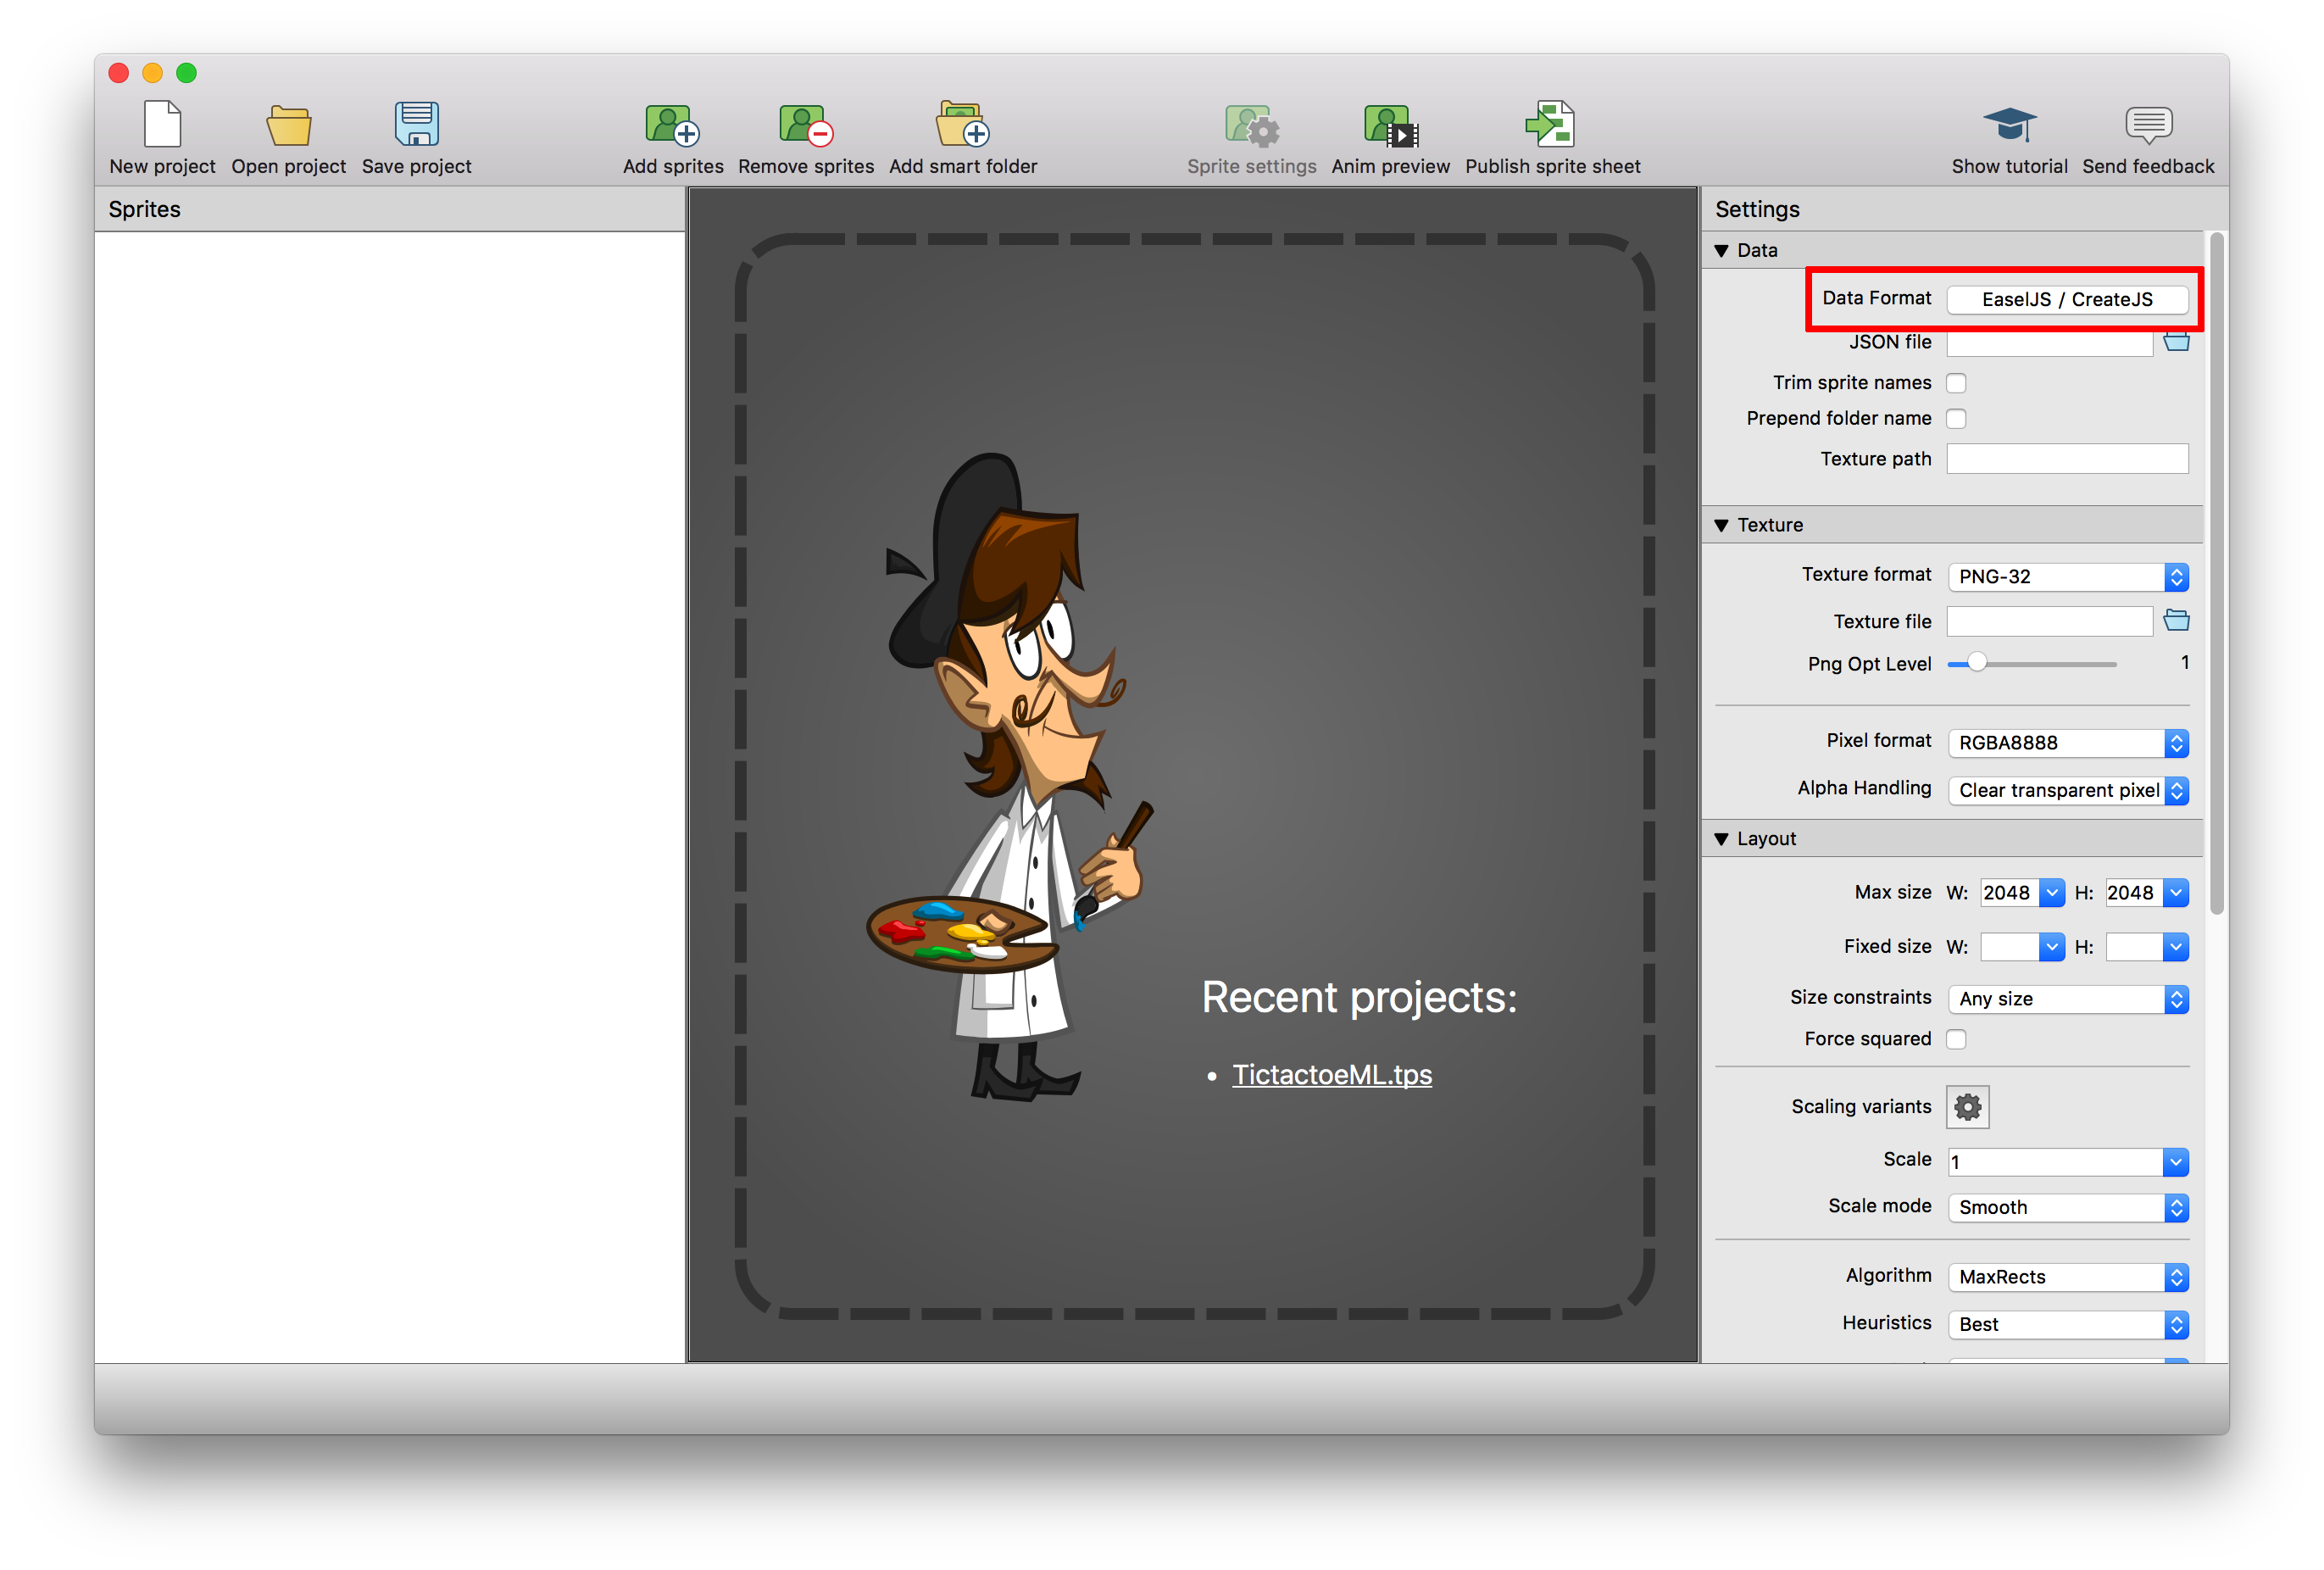 New project Open project Save project Add sprites Remove sprites Add smart folder Sprite settings Anim preview Publish sprite sheet Show tutorial Send feedback
Sprites
Recent projects:
• TictactoeML.tps
Settings
Data
Data Format EaselJS / CreateJS
JSON file
Trim sprite names
Prepend folder name
Texture path
Texture
Texture format PNG-32
Texture file
Png Opt Level 1
Pixel format RGBA8888
Alpha Handling Clear transparent pixel
Layout
Max size W: 2048 H: 2048
Fixed size W: H:
Size constraints Any size
Force squared
Scaling variants
Scale 1
Scale mode Smooth
Algorithm MaxRects
Heuristics Best